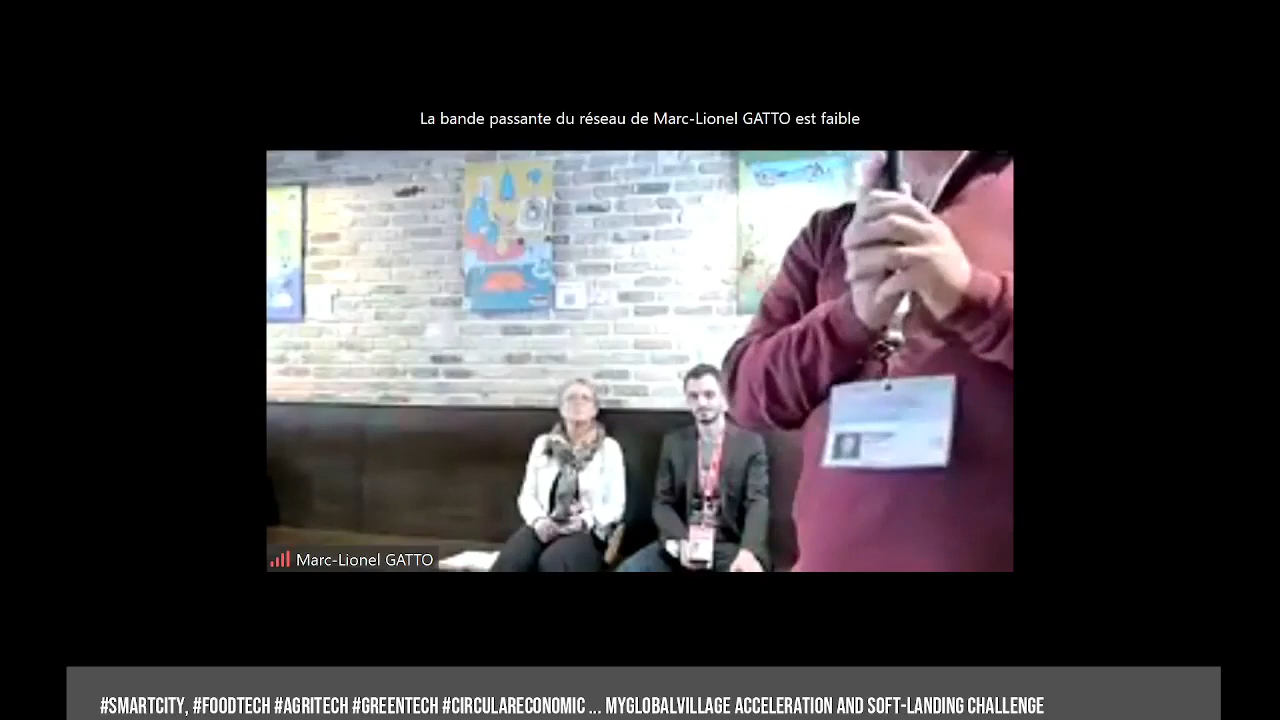 La bande passante du réseau de Marc-Lionel GATTO est faible
Marc-Lionel GATTO
#SMARTCITY, #FOODTECH #AGRITECH #GREENTECH #CIRCULARECONOMIC ... MYGLOBALVILLAGE ACCELERATION AND SOFT-LANDING CHALLENGE